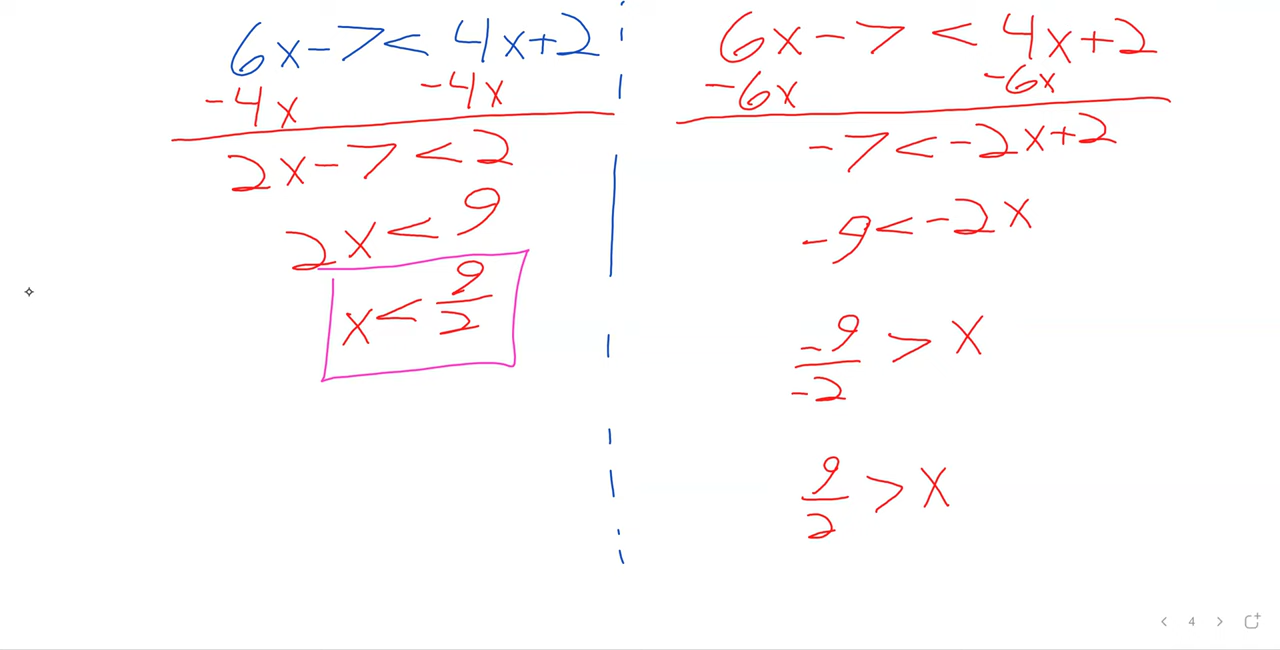 6x-7<4x+2
-4x -4x
2x-7<2
2x<9
x<9/2
6x-7<4x+2
-6x -6x
-7<-2x+2
-9<-2x
-9/-2>x
9/2>x
4